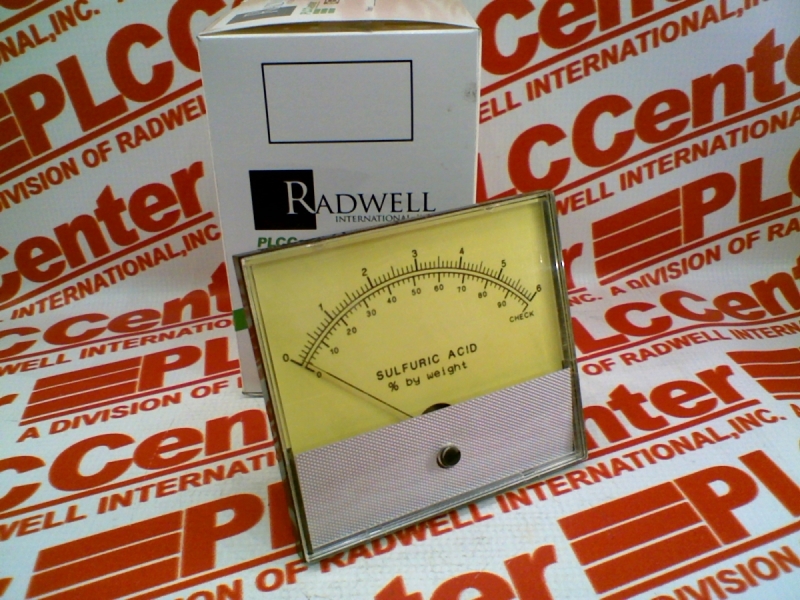 RADWELL
INTERNATIONAL
PLCC
0 1 2 3 4 5 6
0 10 20 30 40 50 60 70 80 90 CHECK
SULFURIC ACID
% by weight
PLCCenter
A DIVISION OF RADWELL INTERNATIONAL, INC.